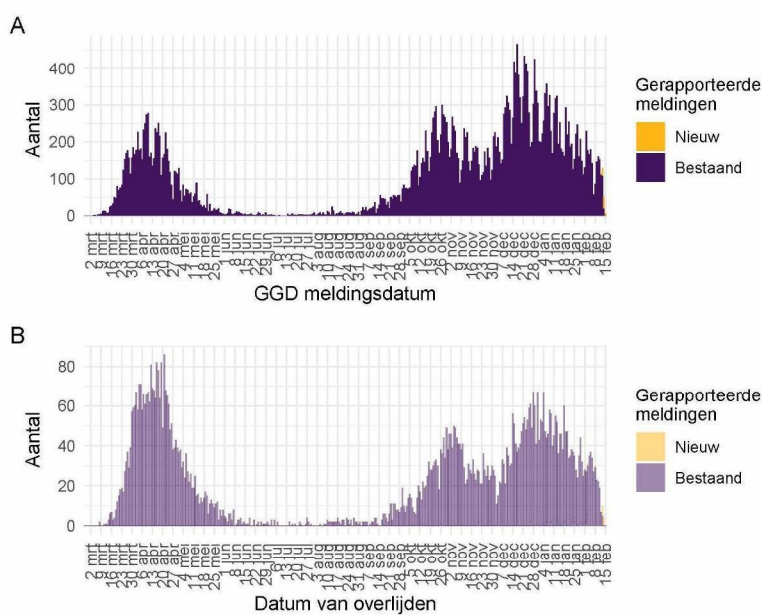 A
Aantal
400
300
200
100
0
2 mrt
9 mrt
16 mrt
23 mrt
30 mrt
6 apr
13 apr
20 apr
27 apr
4 mei
11 mei
18 mei
25 mei
1 jun
8 jun
15 jun
22 jun
29 jun
6 jul
13 jul
20 jul
27 jul
3 aug
10 aug
17 aug
24 aug
31 aug
7 sep
14 sep
21 sep
28 sep
5 okt
12 okt
19 okt
26 okt
2 nov
9 nov
16 nov
23 nov
30 nov
7 dec
14 dec
21 dec
28 dec
4 jan
11 jan
18 jan
25 jan
1 feb
8 feb
15 feb
GGD meldingsdatum
Gerapporteerde
meldingen
Nieuw
Bestaand
B
Aantal
80
60
40
20
0
2 mrt
9 mrt
16 mrt
23 mrt
30 mrt
6 apr
13 apr
20 apr
27 apr
4 mei
11 mei
18 mei
25 mei
1 jun
8 jun
15 jun
22 jun
29 jun
6 jul
13 jul
20 jul
27 jul
3 aug
10 aug
17 aug
24 aug
31 aug
7 sep
14 sep
21 sep
28 sep
5 okt
12 okt
19 okt
26 okt
2 nov
9 nov
16 nov
23 nov
30 nov
7 dec
14 dec
21 dec
28 dec
4 jan
11 jan
18 jan
25 jan
1 feb
8 feb
15 feb
Datum van overlijden
Gerapporteerde
meldingen
Nieuw
Bestaand